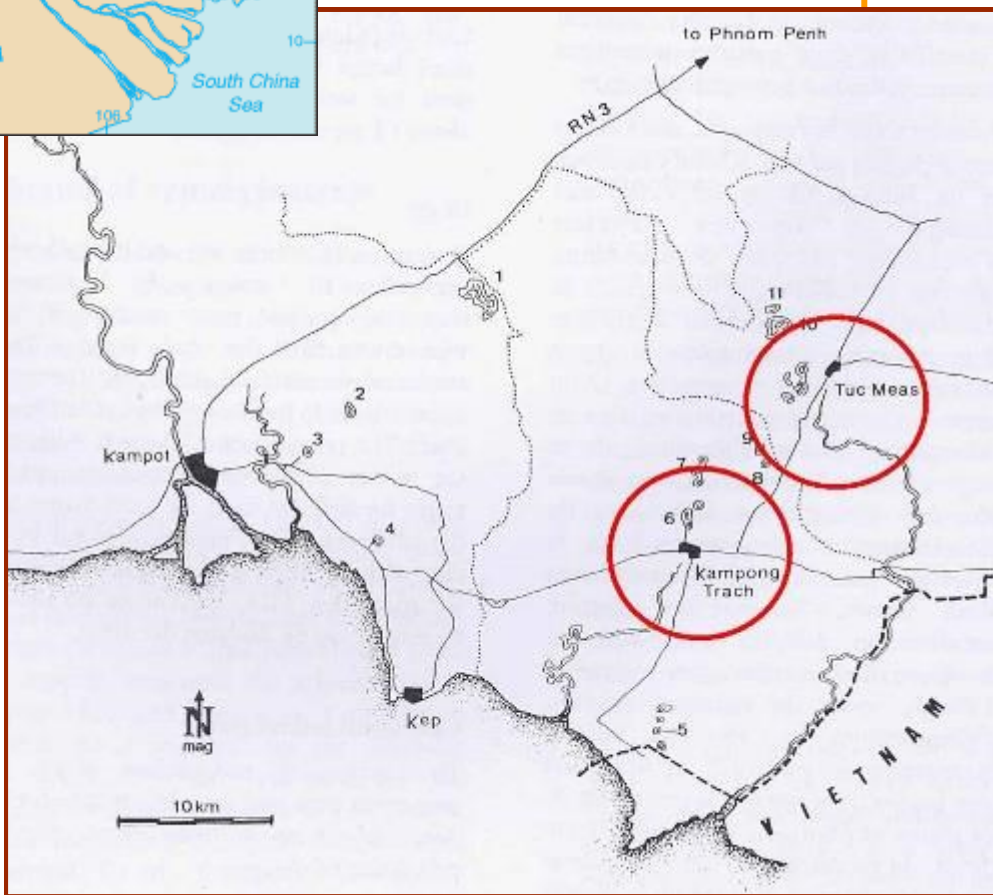 10
South China
Sea
106
to Phnom Penh
RN 3
1
11
10
Tuc Meas
2
3
Kampot
9
7
8
6
4
Kampong
Trach
Kep
5
N
mag
10 km
VIETNAM